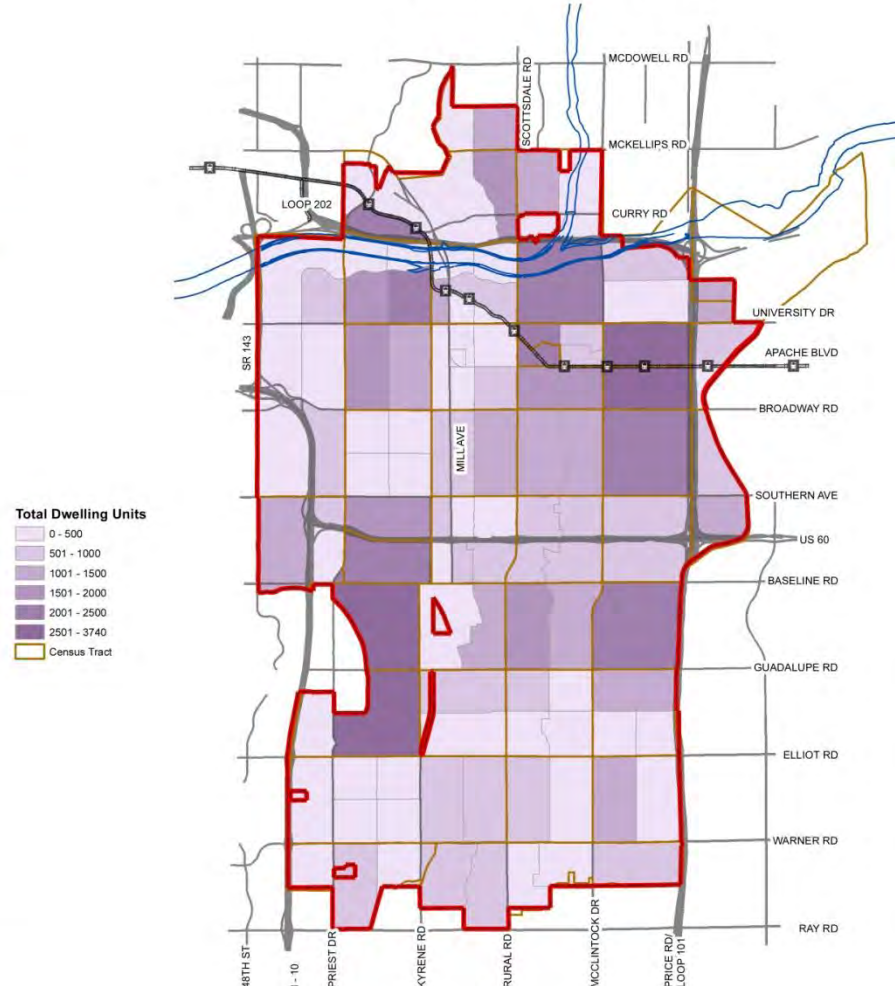 MCDOWELL RD
SCOTTSDALE RD
MCKELLIPS RD
LOOP 202
CURRY RD
UNIVERSITY DR
SR 143
APACHE BLVD
BROADWAY RD
MILL AVE
SOUTHERN AVE
US 60
BASELINE RD
Total Dwelling Units
0 - 500
501 - 1000
1001 - 1500
1501 - 2000
2001 - 2500
2501 - 3740
Census Tract
GUADALUPE RD
ELLIOT RD
WARNER RD
RAY RD
48TH ST
I - 10
PRIEST DR
KYRENE RD
RURAL RD
MCCLINTOCK DR
PRICE RD/
LOOP 101